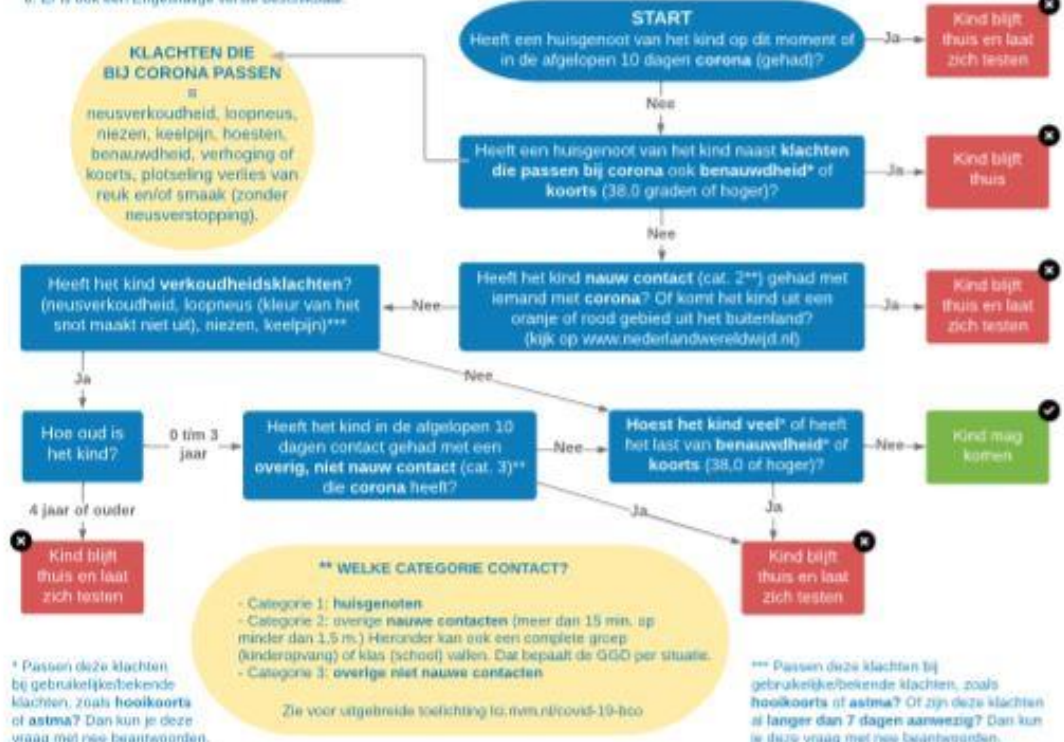 START
Heeft een huisgenoot van het kind op dit moment of
in de afgelopen 10 dagen corona (gehad)?
Ja
Kind blijft
thuis en laat
zich testen
KLACHTEN DIE
BIJ CORONA PASSEN
=
neusverkoudheid, loopneus,
niezen, keelpijn, hoesten,
benauwdheid, verhoging of
koorts, plotseling verlies van
reuk en/of smaak (zonder
neusverstopping).
Nee
Heeft een huisgenoot van het kind naast klachten
die passen bij corona ook benauwdheid* of
koorts (38,0 graden of hoger)?
Ja
Kind blijft
thuis
Nee
Heeft het kind nauw contact (cat. 2**) gehad met
iemand met corona? Of komt het kind uit een
oranje of rood gebied uit het buitenland?
(kijk op www.nederlandwereldwijd.nl)
Ja
Kind blijft
thuis en laat
zich testen
Nee
Heeft het kind verkoudheidsklachten?
(neusverkoudheid, loopneus (kleur van het
snot maakt niet uit), niezen, keelpijn)***
Ja
Nee
Hoe oud is
het kind?
0 t/m 3
jaar
Heeft het kind in de afgelopen 10
dagen contact gehad met een
overig, niet nauw contact (cat. 3)**
die corona heeft?
Nee
Hoest het kind veel* of heeft
het last van benauwdheid* of
koorts (38,0 of hoger)?
Nee
Kind mag
komen
4 jaar of ouder
Ja
Ja
Kind blijft
thuis en laat
zich testen
Kind blijft
thuis en laat
zich testen
** WELKE CATEGORIE CONTACT?
- Categorie 1: huisgenoten
- Categorie 2: overige nauwe contacten (meer dan 15 min. op
minder dan 1,5 m.) Hieronder kan ook een complete groep
(kinderopvang) of klas (school) vallen. Dat bepaalt de GGD per situatie.
- Categorie 3: overige niet nauwe contacten
Zie voor uitgebreide toelichting lci.rivm.nl/covid-19-bco
* Passen deze klachten
bij gebruikelijke/bekende
klachten, zoals hooikoorts
of astma? Dan kun je deze
vraag met nee beantwoorden.
*** Passen deze klachten bij
gebruikelijke/bekende klachten, zoals
hooikoorts of astma? Of zijn deze klachten
al langer dan 7 dagen aanwezig? Dan kun
je deze vraag met nee beantwoorden.